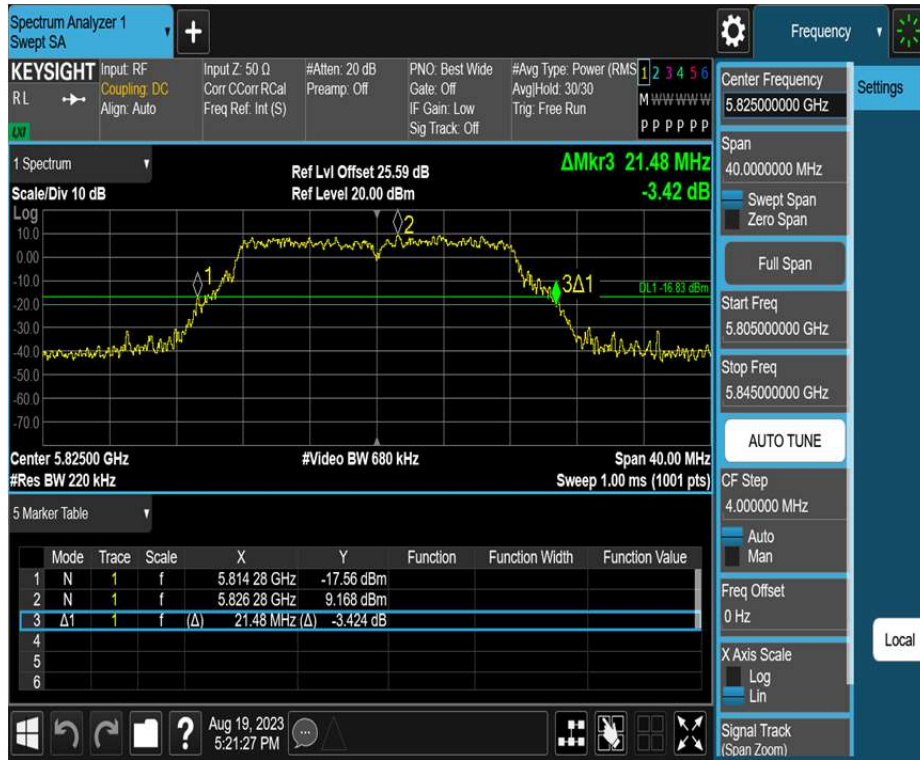 Spectrum Analyzer 1
Swept SA
Frequency
KEYSIGHT
RL
LXI
Input: RF
Coupling: DC
Align: Auto
Input Z: 50 Ω
Corr CCorr RCal
Freq Ref: Int (S)
#Atten: 20 dB
Preamp: Off
PNO: Best Wide
Gate: Off
IF Gain: Low
Sig Track: Off
#Avg Type: Power (RMS
Avg|Hold: 30/30
Trig: Free Run
1 2 3 4 5 6
M W W W W W
P P P P P P
1 Spectrum
Scale/Div 10 dB
Ref Lvl Offset 25.59 dB
Ref Level 20.00 dBm
ΔMkr3 21.48 MHz
-3.42 dB
Log
10.0
0.00
-10.0
-20.0
-30.0
-40.0
-50.0
-60.0
-70.0
1
2
3Δ1
DL1 -16.83 dBm
Center 5.82500 GHz
#Res BW 220 kHz
#Video BW 680 kHz
Span 40.00 MHz
Sweep 1.00 ms (1001 pts)
5 Marker Table
Mode Trace Scale X Y Function Function Width Function Value
1 N 1 f 5.814 28 GHz -17.56 dBm
2 N 1 f 5.826 28 GHz 9.168 dBm
3 Δ1 1 f (Δ) 21.48 MHz (Δ) -3.424 dB
4
5
6
?
Aug 19, 2023
5:21:27 PM
Center Frequency
5.825000000 GHz
Settings
Span
40.0000000 MHz
Swept Span
Zero Span
Full Span
Start Freq
5.805000000 GHz
Stop Freq
5.845000000 GHz
AUTO TUNE
CF Step
4.000000 MHz
Auto
Man
Freq Offset
0 Hz
Local
X Axis Scale
Log
Lin
Signal Track
(Span Zoom)